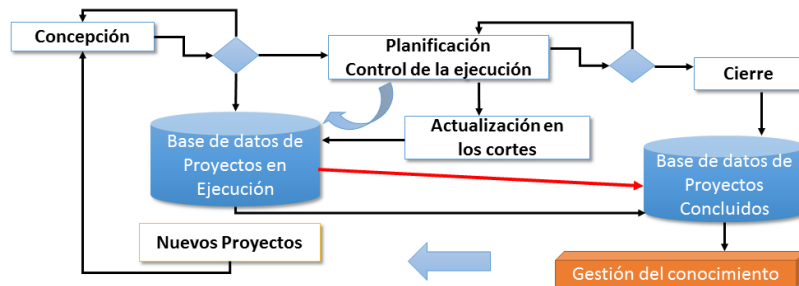 Concepción
Planificación
Control de la ejecución
Cierre
Actualización en
los cortes
Base de datos de
Proyectos en
Ejecución
Base de datos de
Proyectos
Concluidos
Nuevos Proyectos
Gestión del conocimiento